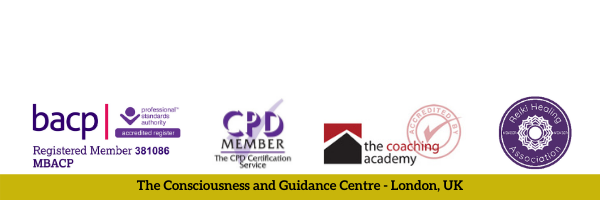 bacp
professional
standards
authority
accredited register
Registered Member 381086
MBACP
CPD
MEMBER
The CPD Certification
Service
the coaching
academy
ACCREDITED BY
Reiki Healing
Association
The Consciousness and Guidance Centre - London, UK